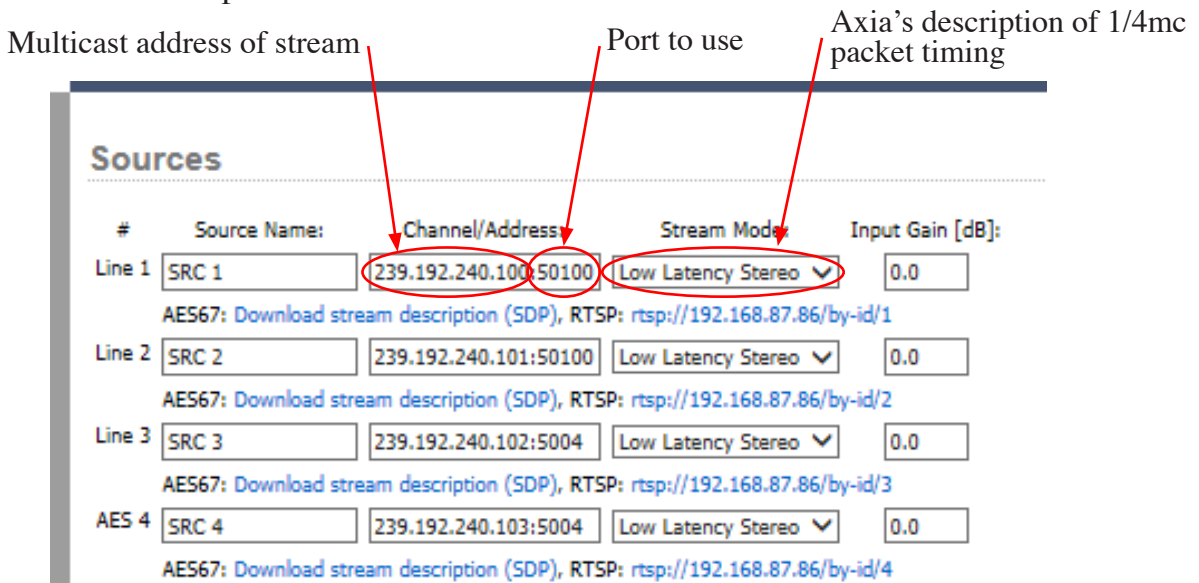 Axia's description of 1/4mc
Multicast address of stream Port to use packet timing
Sources
# Source Name: Channel/Address: Stream Mode: Input Gain [dB]:
Line 1 SRC 1 239.192.240.100:50100 Low Latency Stereo 0.0
AES67: Download stream description (SDP), RTSP: rtsp://192.168.87.86/by-id/1
Line 2 SRC 2 239.192.240.101:50100 Low Latency Stereo 0.0
AES67: Download stream description (SDP), RTSP: rtsp://192.168.87.86/by-id/2
Line 3 SRC 3 239.192.240.102:5004 Low Latency Stereo 0.0
AES67: Download stream description (SDP), RTSP: rtsp://192.168.87.86/by-id/3
AES 4 SRC 4 239.192.240.103:5004 Low Latency Stereo 0.0
AES67: Download stream description (SDP), RTSP: rtsp://192.168.87.86/by-id/4